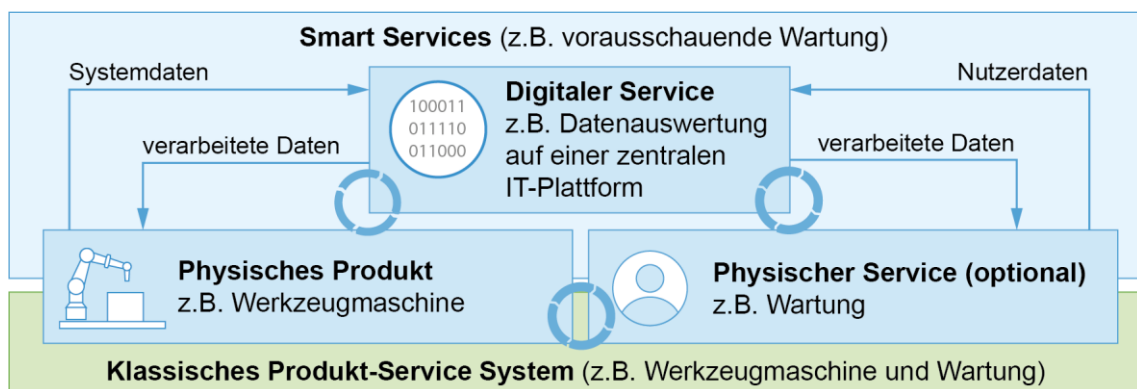 Smart Services (z.B. vorausschauende Wartung)
Systemdaten
Nutzerdaten
100011
011110
011000
Digitaler Service
z.B. Datenauswertung
auf einer zentralen
IT-Plattform
verarbeitete Daten
verarbeitete Daten
Physisches Produkt
z.B. Werkzeugmaschine
Physischer Service (optional)
z.B. Wartung
Klassisches Produkt-Service System (z.B. Werkzeugmaschine und Wartung)